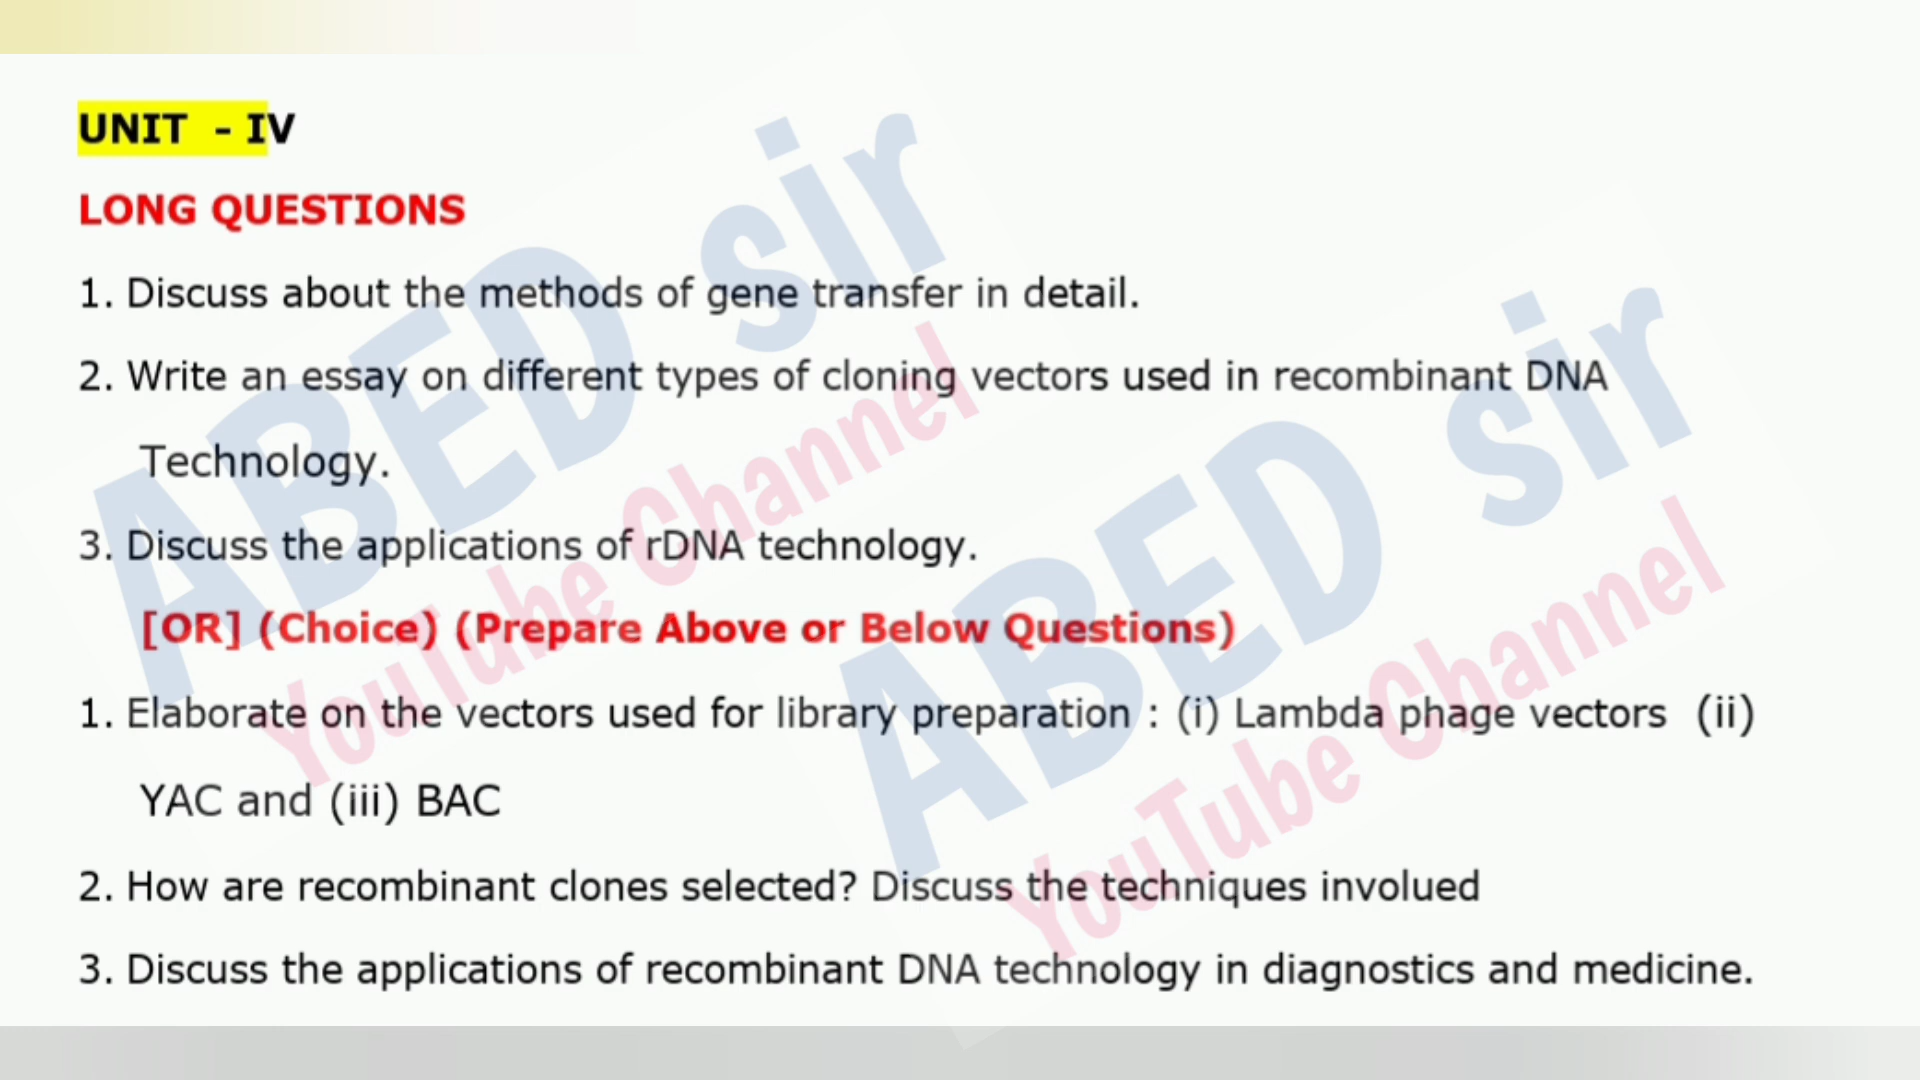 UNIT - IV
LONG QUESTIONS
1. Discuss about the methods of gene transfer in detail.
2. Write an essay on different types of cloning vectors used in recombinant DNA
Technology.
3. Discuss the applications of rDNA technology.
[OR] (Choice) (Prepare Above or Below Questions)
1. Elaborate on the vectors used for library preparation : (i) Lambda phage vectors (ii)
YAC and (iii) BAC
2. How are recombinant clones selected? Discuss the techniques involued
3. Discuss the applications of recombinant DNA technology in diagnostics and medicine.
ABED sir
YouTube Channel
ABED sir
YouTube Channel